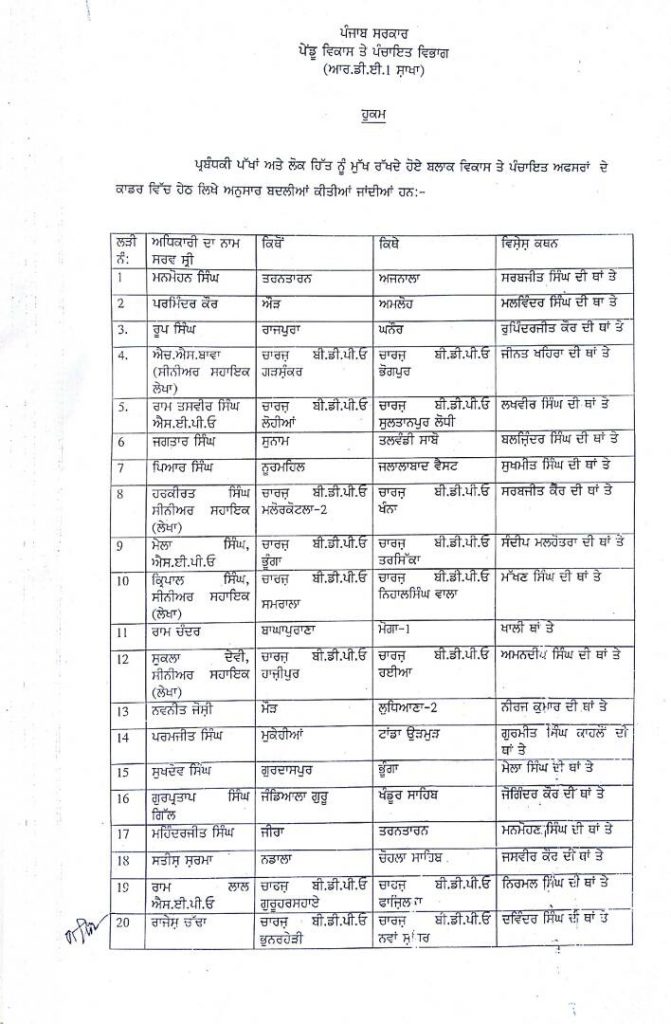 ਪੰਜਾਬ ਸਰਕਾਰ
ਪੇਂਡੂ ਵਿਕਾਸ ਤੇ ਪੰਚਾਇਤ ਵਿਭਾਗ
(ਆਰ.ਡੀ.ਈ.1 ਸ਼ਾਖਾ)
ਹੁਕਮ
ਪ੍ਰਬੰਧਕੀ ਪੱਖਾਂ ਅਤੇ ਲੋਕ ਹਿੱਤ ਨੂੰ ਮੁੱਖ ਰੱਖਦੇ ਹੋਏ ਬਲਾਕ ਵਿਕਾਸ ਤੇ ਪੰਚਾਇਤ ਅਫਸਰਾਂ ਦੇ
ਕਾਡਰ ਵਿੱਚ ਹੇਠ ਲਿਖੇ ਅਨੁਸਾਰ ਬਦਲੀਆਂ ਕੀਤੀਆਂ ਜਾਂਦੀਆਂ ਹਨ:-
ਲੜੀ ਅਧਿਕਾਰੀ ਦਾ ਨਾਮ ਕਿਥੋਂ ਕਿਥੇ ਵਿਸ਼ੇਸ਼ ਕਥਨ
ਨੰ: ਸਰਵ ਸ਼੍ਰੀ
1 ਮਨਮੋਹਨ ਸਿੰਘ ਤਰਨਤਾਰਨ ਅਜਨਾਲਾ ਸਰਬਜੀਤ ਸਿੰਘ ਦੀ ਥਾਂ ਤੇ
2 ਪਰਮਿੰਦਰ ਕੌਰ ਔੜ ਅਮਲੋਹ ਮਲਵਿੰਦਰ ਸਿੰਘ ਦੀ ਥਾ ਤੇ
3. ਰੂਪ ਸਿੰਘ ਰਾਜਪੁਰਾ ਘਨੌਰ ਰੁਪਿੰਦਰਜੀਤ ਕੌਰ ਦੀ ਥਾਂ ਤੇ
4. ਐਚ.ਐਸ.ਬਾਵਾ ਚਾਰਜ਼ ਬੀ.ਡੀ.ਪੀ.ਓ ਚਾਰਜ਼ ਬੀ.ਡੀ.ਪੀ.ਓ ਜੀਨਤ ਖਹਿਰਾ ਦੀ ਥਾਂ ਤੇ
(ਸੀਨੀਅਰ ਸਹਾਇਕ ਗੜਸ਼ੰਕਰ ਭੋਗਪੁਰ
ਲੇਖਾ)
5. ਰਾਮ ਤਸਵੀਰ ਸਿੰਘ ਚਾਰਜ਼ ਬੀ.ਡੀ.ਪੀ.ਓ ਚਾਰਜ਼ ਬੀ.ਡੀ.ਪੀ.ਓ ਲਖਵੀਰ ਸਿੰਘ ਦੀ ਥਾਂ ਤੇ
ਐਸ.ਈ.ਪੀ.ਓ ਲੋਹੀਆਂ ਸੁਲਤਾਨਪੁਰ ਲੋਧੀ
6 ਜਗਤਾਰ ਸਿੰਘ ਸੁਨਾਮ ਤਲਵੰਡੀ ਸਾਬੋ ਬਲਜਿੰਦਰ ਸਿੰਘ ਦੀ ਥਾਂ ਤੇ
7 ਪਿਆਰ ਸਿੰਘ ਨੂਰਮਹਿਲ ਜਲਾਲਾਬਾਦ ਵੈਸਟ ਸੁਖਮੀਤ ਸਿੰਘ ਦੀ ਥਾਂ ਤੇ
8 ਹਰਕੀਰਤ ਸਿੰਘ ਚਾਰਜ਼ ਬੀ.ਡੀ.ਪੀ.ਓ ਚਾਰਜ਼ ਬੀ.ਡੀ.ਪੀ.ਓ ਸਰਬਜੀਤ ਕੌਰ ਦੀ ਥਾਂ ਤੇ
ਸੀਨੀਅਰ ਸਹਾਇਕ ਮਲੇਰਕੋਟਲਾ-2 ਖੰਨਾ
(ਲੇਖਾ)
9 ਮੇਲਾ ਸਿੰਘ, ਚਾਰਜ਼ ਬੀ.ਡੀ.ਪੀ.ਓ ਚਾਰਜ਼ ਬੀ.ਡੀ.ਪੀ.ਓ ਸੰਦੀਪ ਮਲਹੋਤਰਾ ਦੀ ਥਾਂ ਤੇ
ਐਸ.ਈ.ਪੀ.ਓ ਭੂੰਗਾ ਤਰਸਿੱਕਾ
10 ਕ੍ਰਿਪਾਲ ਸਿੰਘ, ਚਾਰਜ਼ ਬੀ.ਡੀ.ਪੀ.ਓ ਚਾਰਜ਼ ਬੀ.ਡੀ.ਪੀ.ਓ ਮੱਖਣ ਸਿੰਘ ਦੀ ਥਾਂ ਤੇ
ਸੀਨੀਅਰ ਸਹਾਇਕ ਸਮਰਾਲਾ ਨਿਹਾਲਸਿੰਘ ਵਾਲਾ
(ਲੇਖਾ)
11 ਰਾਮ ਚੰਦਰ ਬਾਘਾਪੁਰਾਣਾ ਮੋਗਾ-1 ਖਾਲੀ ਥਾਂ ਤੇ
12 ਸੁਕਲਾ ਦੇਵੀ, ਚਾਰਜ਼ ਬੀ.ਡੀ.ਪੀ.ਓ ਚਾਰਜ਼ ਬੀ.ਡੀ.ਪੀ.ਓ ਅਮਨਦੀਪ ਸਿੰਘ ਦੀ ਥਾਂ ਤੇ
ਸੀਨੀਅਰ ਸਹਾਇਕ ਹਾਜ਼ੀਪੁਰ ਰਈਆ
(ਲੇਖਾ)
13 ਨਵਨੀਤ ਜੋਸ਼ੀ ਮੌੜ ਲੁਧਿਆਣਾ-2 ਨੀਰਜ ਕੁਮਾਰ ਦੀ ਥਾਂ ਤੇ
14 ਪਰਮਜੀਤ ਸਿੰਘ ਮੁਕੇਰੀਆਂ ਟਾਂਡਾ ਉੜਮੁੜ ਗੁਰਮੀਤ ਸਿੰਘ ਕਾਹਲੋਂ ਦੀ
ਥਾਂ ਤੇ
15 ਸੁਖਦੇਵ ਸਿੰਘ ਗੁਰਦਾਸਪੁਰ ਭੂੰਗਾ ਮੇਲਾ ਸਿੰਘ ਦੀ ਥਾਂ ਤੇ
16 ਗੁਰਪ੍ਰਤਾਪ ਸਿੰਘ ਜੰਡਿਆਲਾ ਗੁਰੂ ਖੰਡੂਰ ਸਾਹਿਬ ਜੋਗਿੰਦਰ ਕੌਰ ਦੀ ਥਾਂ ਤੇ
ਗਿੱਲ
17 ਮਹਿੰਦਰਜੀਤ ਸਿੰਘ ਜੀਰਾ ਤਰਨਤਾਰਨ ਮਨਮੋਹਣ ਸਿੰਘ ਦੀ ਥਾਂ ਤੇ
18 ਸਤੀਸ਼ ਸ਼ੁਰਮਾ ਨਡਾਲਾ ਚੋਹਲਾ ਸਾਹਿਬ ਜਸਵੀਰ ਕੌਰ ਦੀ ਥਾਂ ਤੇ
19 ਰਾਮ ਲਾਲ ਚਾਰਜ਼ ਬੀ.ਡੀ.ਪੀ.ਓ ਚਾਰਜ਼ ਬੀ.ਡੀ.ਪੀ.ਓ ਨਿਰਮਲ ਸਿੰਘ ਦੀ ਥਾਂ ਤੇ
ਐਸ.ਈ.ਪੀ.ਓ ਗੁਰੂਹਰਸਹਾਏ ਫਾਜ਼ਿਲਕਾ
20 ਰਾਜੇਸ਼ ਚੱਢਾ ਚਾਰਜ਼ ਬੀ.ਡੀ.ਪੀ.ਓ ਚਾਰਜ਼ ਬੀ.ਡੀ.ਪੀ.ਓ ਦਵਿੰਦਰ ਸਿੰਘ ਦੀ ਥਾਂ ਤੇ
ਭੁਨਰਹੇੜੀ ਨਵਾਂ ਸ਼ਹਿਰ